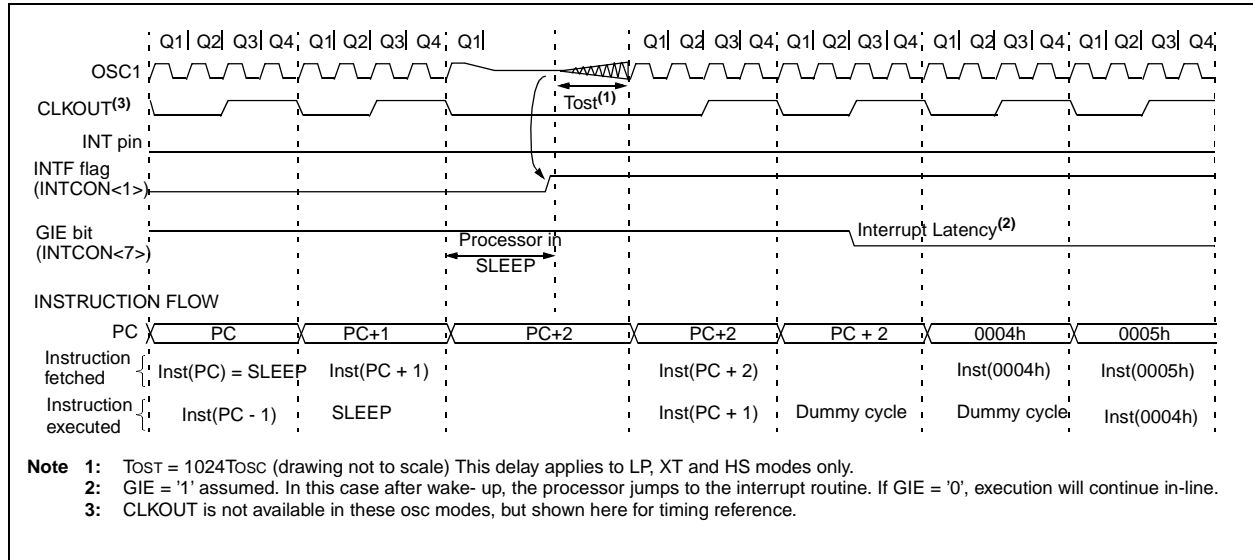 Q1 Q2 Q3 Q4 Q1 Q2 Q3 Q4 Q1 Q1 Q2 Q3 Q4 Q1 Q2 Q3 Q4 Q1 Q2 Q3 Q4 Q1 Q2 Q3 Q4
OSC1
Tost(1)
CLKOUT(3)
INT pin
INTF flag
(INTCON<1>)
GIE bit
(INTCON<7>)
Processor in
SLEEP
Interrupt Latency(2)
INSTRUCTION FLOW
PC PC PC+1 PC+2 PC+2 PC + 2 0004h 0005h
Instruction
fetched
Inst(PC) = SLEEP Inst(PC + 1) Inst(PC + 2) Inst(0004h) Inst(0005h)
Instruction
executed
Inst(PC - 1) SLEEP Inst(PC + 1) Dummy cycle Dummy cycle Inst(0004h)
Note 1: TOST = 1024TOSC (drawing not to scale) This delay applies to LP, XT and HS modes only.
2: GIE = '1' assumed. In this case after wake- up, the processor jumps to the interrupt routine. If GIE = '0', execution will continue in-line.
3: CLKOUT is not available in these osc modes, but shown here for timing reference.